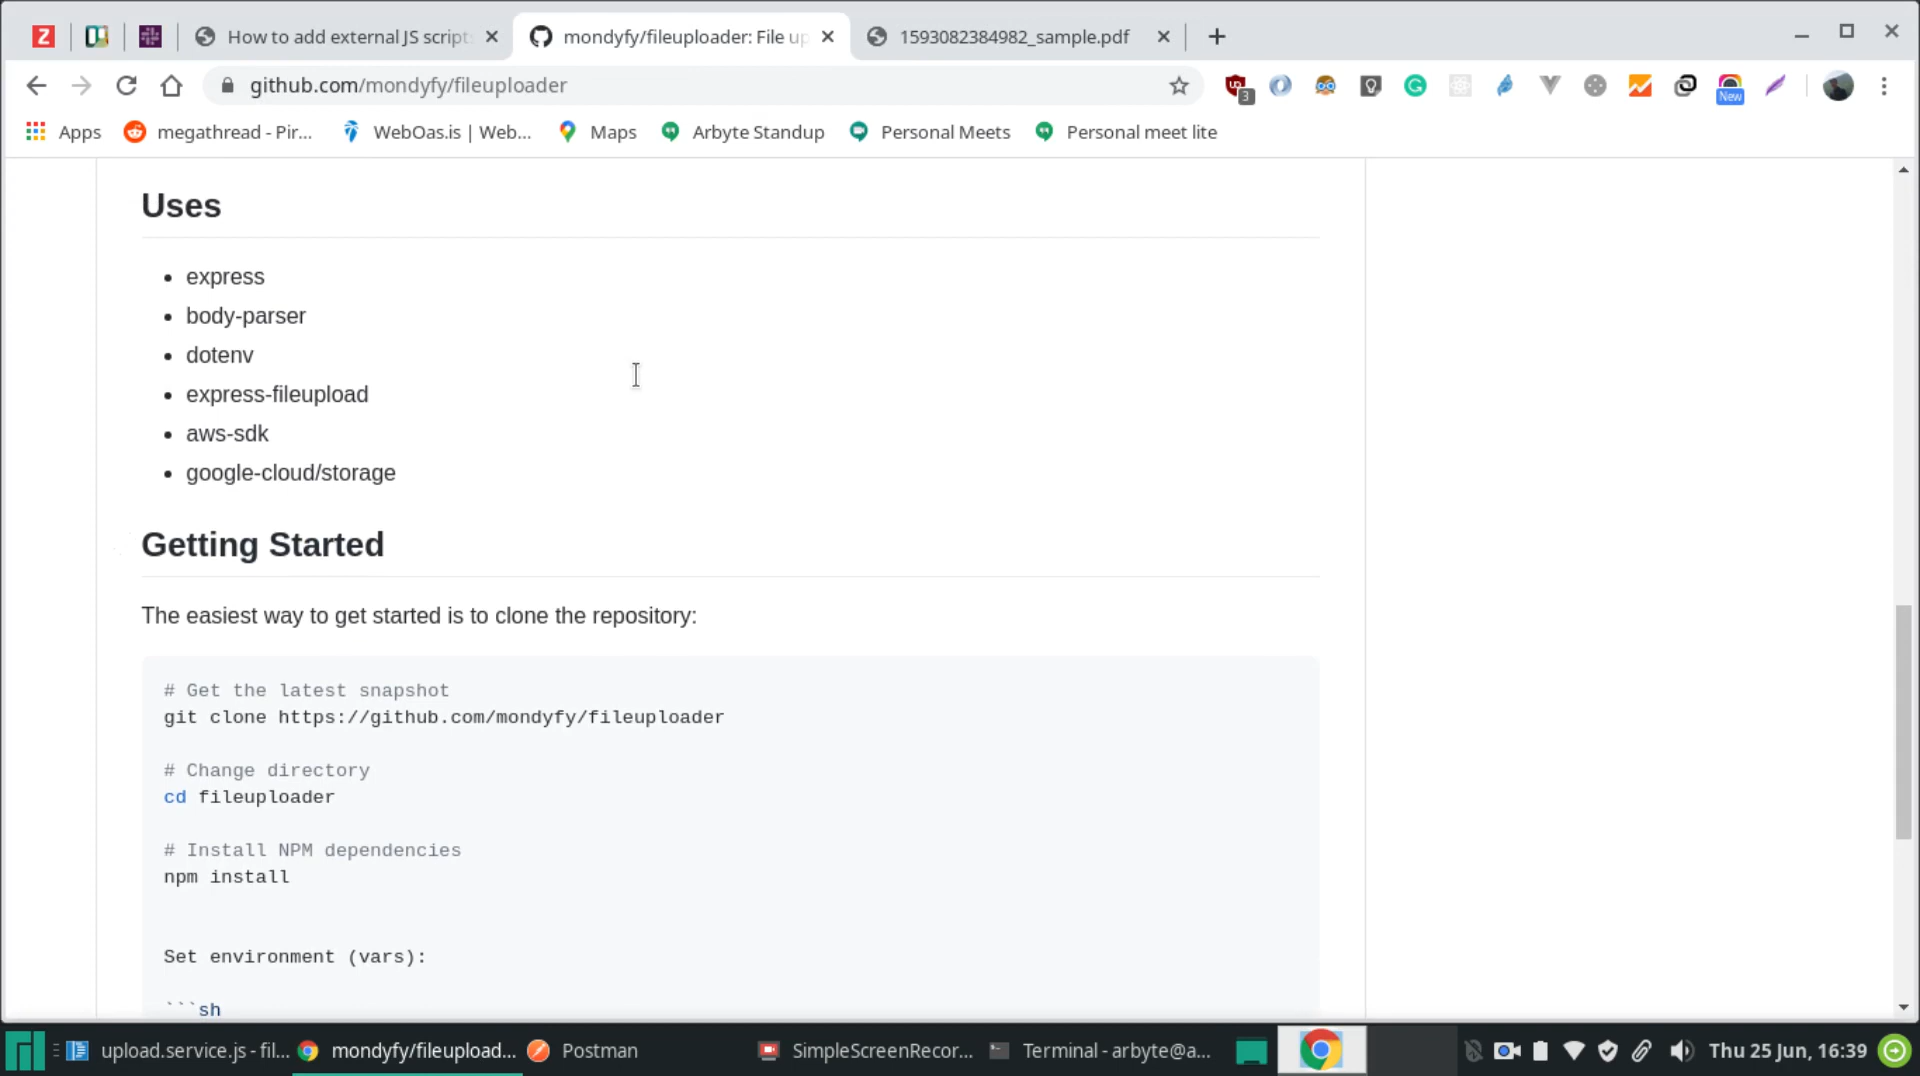 How to add external JS scripts
mondyfy/fileuploader: File up
1593082384982_sample.pdf
github.com/mondyfy/fileuploader
3
New
Apps
megathread - Pir...
WebOas.is | Web...
Maps
Arbyte Standup
Personal Meets
Personal meet lite
Uses
express
body-parser
dotenv
express-fileupload
aws-sdk
google-cloud/storage
Getting Started
The easiest way to get started is to clone the repository:
# Get the latest snapshot
git clone https://github.com/mondyfy/fileuploader
# Change directory
cd fileuploader
# Install NPM dependencies
npm install
Set environment (vars):
```sh
upload.service.js - fil...
mondyfy/fileupload...
Postman
SimpleScreenRecor...
Terminal - arbyte@a...
Thu 25 Jun, 16:39